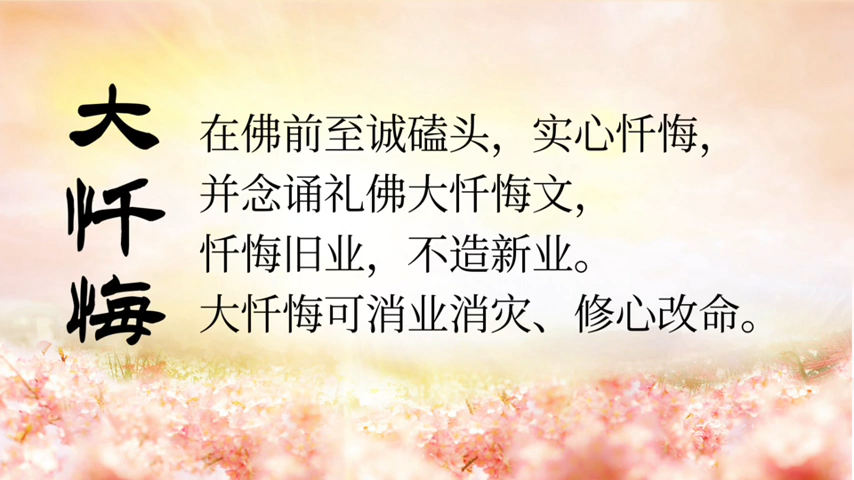 大忏悔
在佛前至诚磕头，实心忏悔，
并念诵礼佛大忏悔文，
忏悔旧业，不造新业。
大忏悔可消业消灾、修心改命。